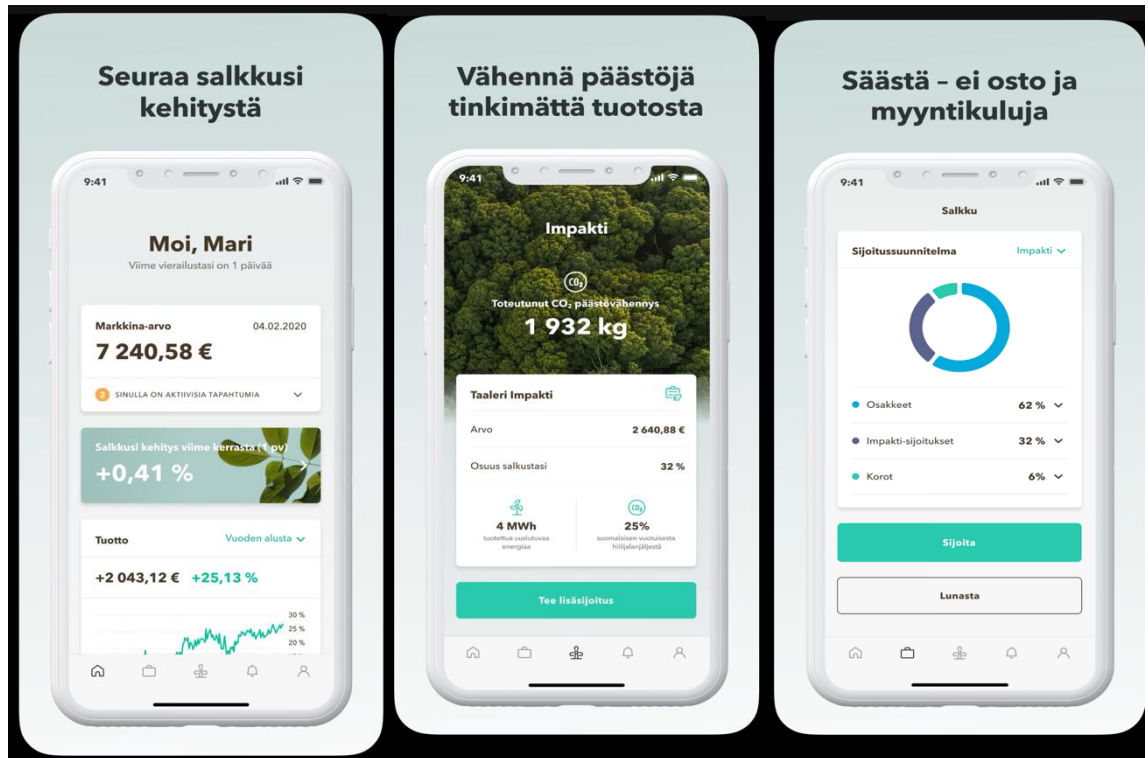 Seuraa salkkusi
kehitystä
9:41
Moi, Mari
Viime vierailustasi on 1 päivää
Markkina-arvo 04.02.2020
7 240,58 €
2 SINULLA ON AKTIIVISIA TAPAHTUMIA
Salkkusi kehitys viime kerrasta (1 pv)
+0,41 %
Tuotto Vuoden alusta
+2 043,12 € +25,13 %
30 %
25 %
20 %
Vähennä päästöjä
tinkimättä tuotosta
9:41
Impakti
CO₂
Toteutunut CO₂ päästövähennys
1 932 kg
Taaleri Impakti
Arvo 2 640,88 €
Osuus salkustasi 32 %
CO₂
4 MWh 25%
tuotettua uusiutuvaa suomalaisen vuotuisesta
energiaa hiilijalanjäljestä
Tee lisäsijoitus
Säästä – ei osto ja
myyntikuluja
9:41
Salkku
Sijoitussuunnitelma Impakti
Osakkeet 62 %
Impakti-sijoitukset 32 %
Korot 6%
Sijoita
Lunasta